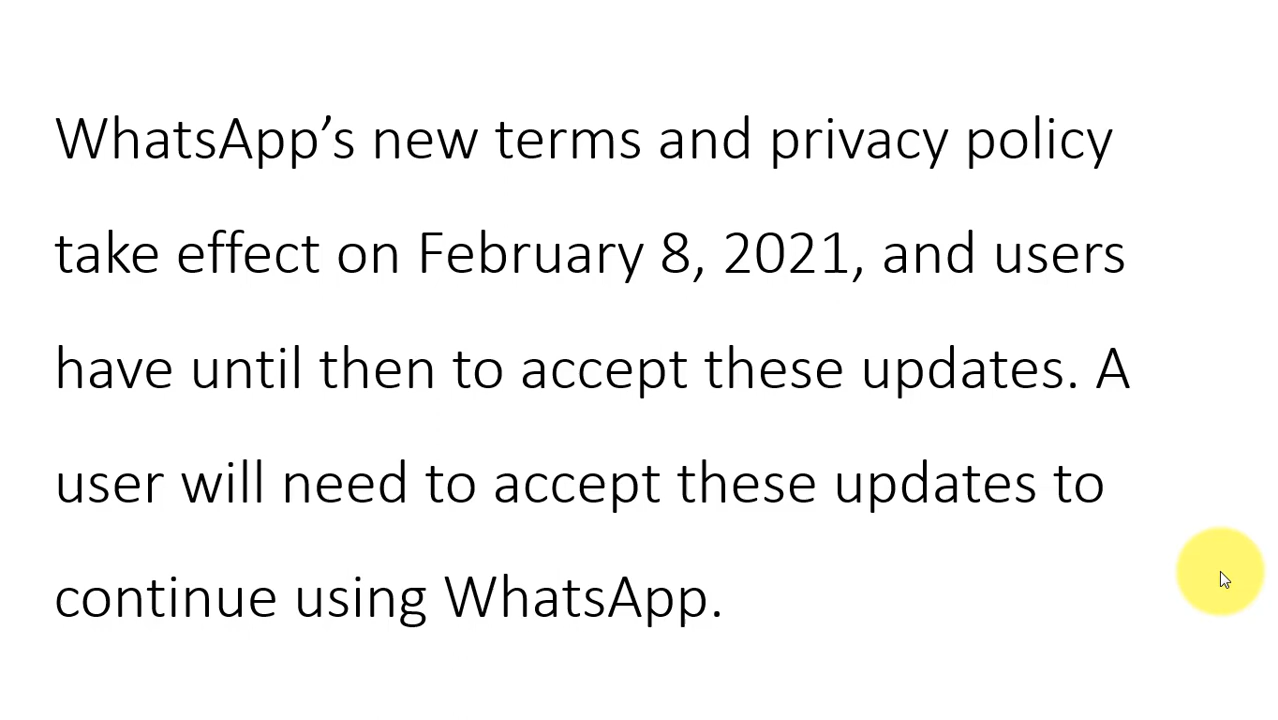 WhatsApp’s new terms and privacy policy
take effect on February 8, 2021, and users
have until then to accept these updates. A
user will need to accept these updates to
continue using WhatsApp.